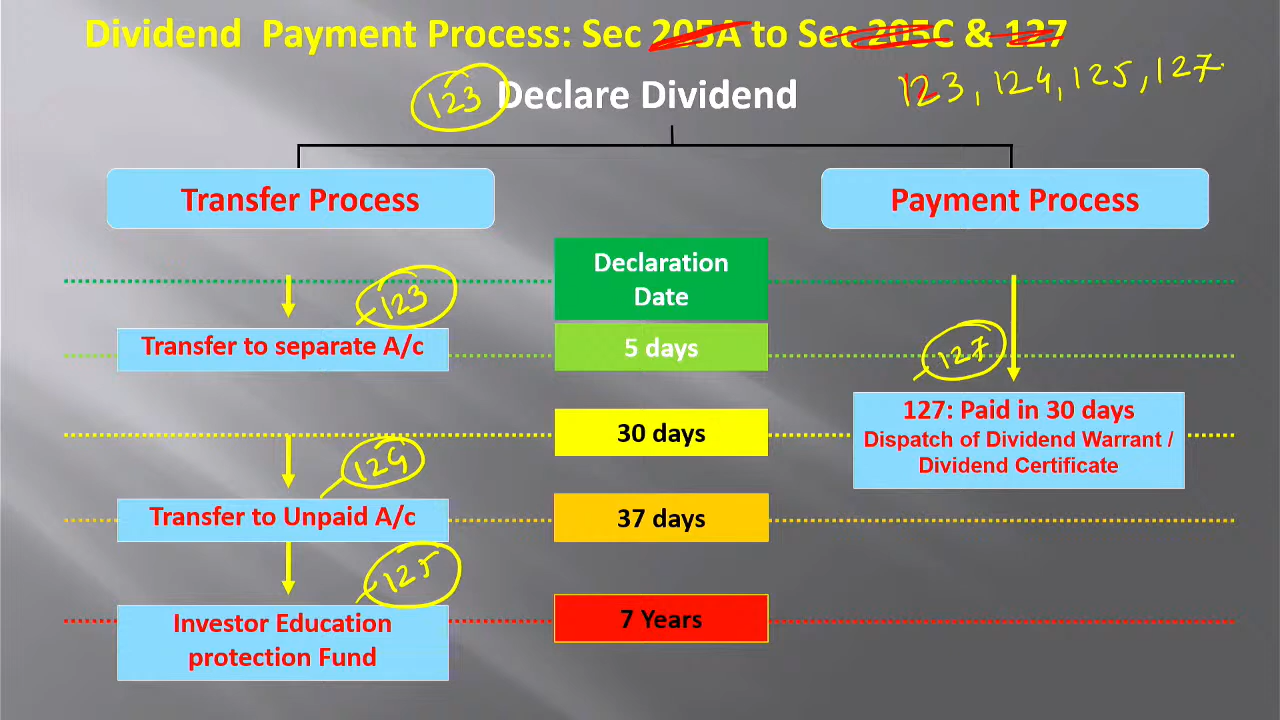 Dividend Payment Process: Sec 205A to Sec 205C & 127
123, 124, 125, 127
123 Declare Dividend
Transfer Process
Payment Process
Declaration
Date
123
Transfer to separate A/c
5 days
127
127: Paid in 30 days
Dispatch of Dividend Warrant /
Dividend Certificate
30 days
124
Transfer to Unpaid A/c
37 days
125
Investor Education
protection Fund
7 Years